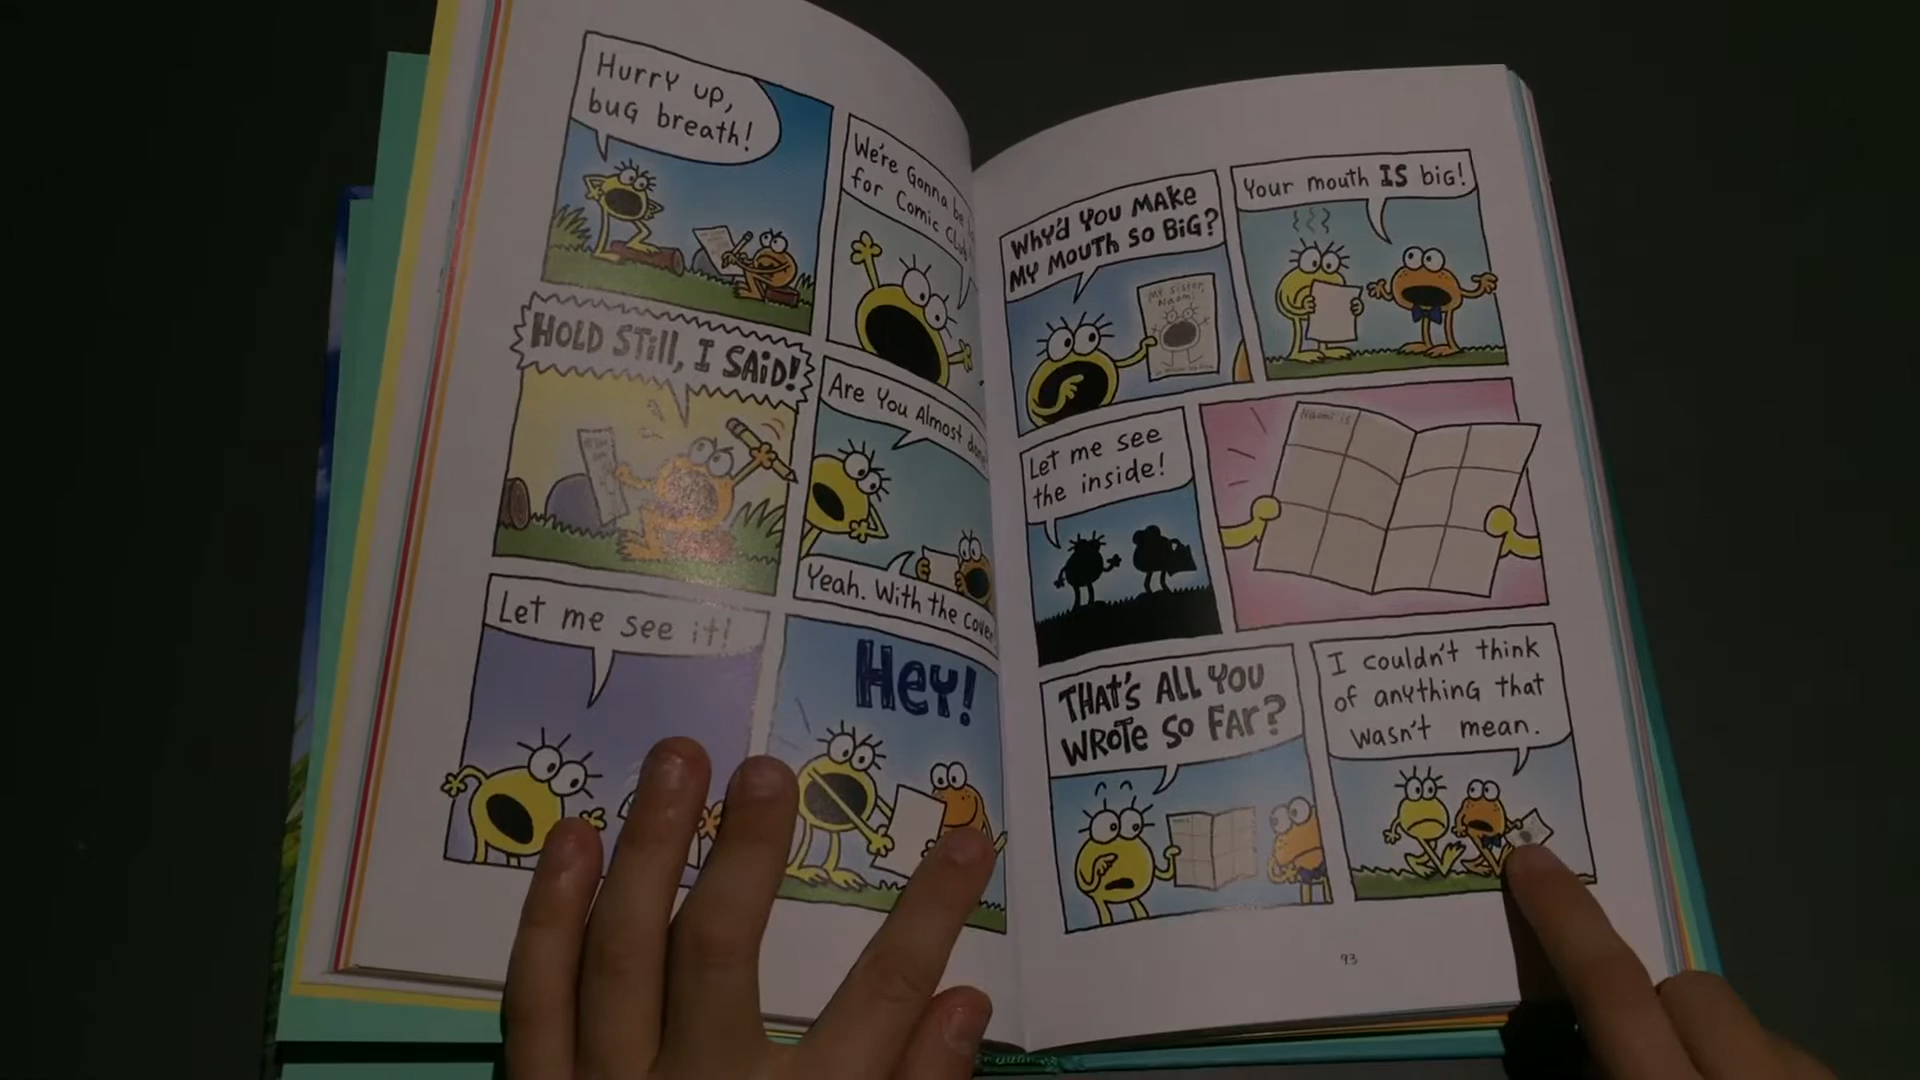 Hurry up,
bug breath!
We're Gonna be
for Comic Club
HOLD STiLL, I SAiD!
Are You Almost done
Yeah. With the cover
Let me see it!
Hey!
Why'd You MAKe
MY MOUTH SO BiG?
My sister,
Naomi
Your mouth IS big!
Let me see
the inside!
Naomi is
THAT'S ALL YOU
WROTe SO FAr?
I couldn't think
of anything that
wasn't mean.
93